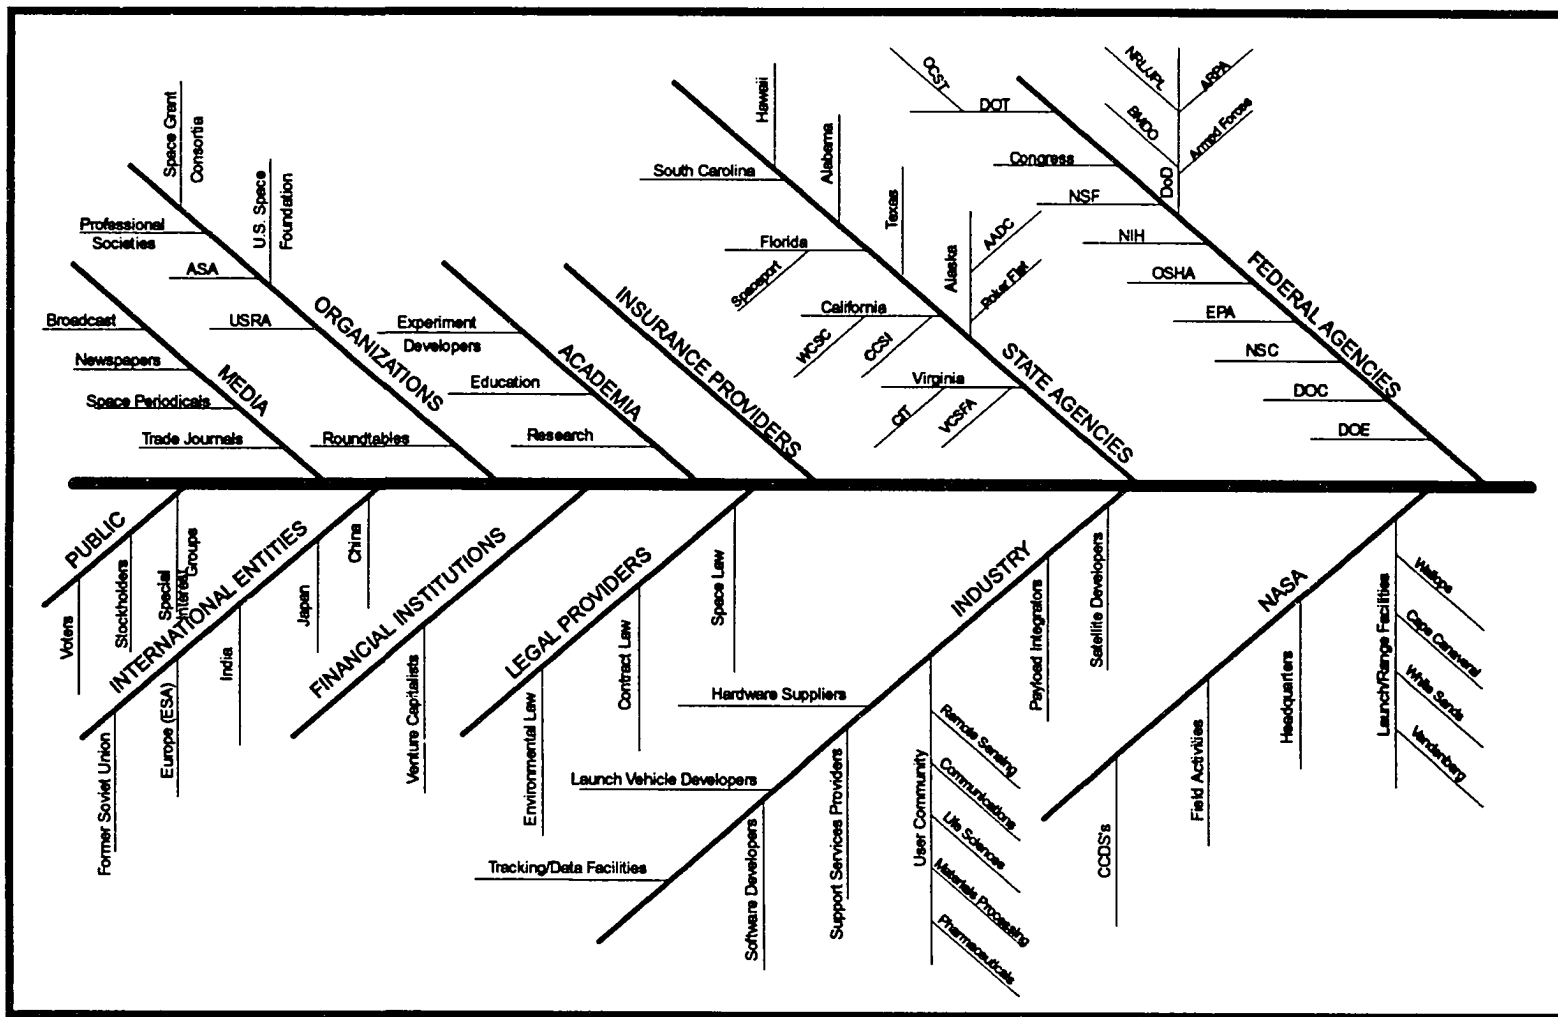 Space Grant
Consortia
Professional
Societies
U.S. Space
Foundation
ASA
USRA
Roundtables
ORGANIZATIONS
Broadcast
Newspapers
Space Periodicals
Trade Journals
MEDIA
Experiment
Developers
Education
Research
ACADEMIA
INSURANCE PROVIDERS
Hawaii
South Carolina
Alabama
Florida
Spaceport
Texas
California
WCSC
CCSI
Alaska
AADC
Poker Flat
Virginia
CIT
VCSFA
STATE AGENCIES
OCST
DOT
Congress
NRL/JPL
ARPA
BMDO
Armed Forces
DoD
NSF
NIH
OSHA
EPA
NSC
DOC
DOE
FEDERAL AGENCIES
PUBLIC
Voters
Stockholders
Special
Interest
Groups
INTERNATIONAL ENTITIES
Former Soviet Union
Europe (ESA)
India
Japan
China
FINANCIAL INSTITUTIONS
Venture Capitalists
LEGAL PROVIDERS
Environmental Law
Contract Law
Space Law
INDUSTRY
Hardware Suppliers
Launch Vehicle Developers
Tracking/Data Facilities
Software Developers
Support Services Providers
User Community
Remote Sensing
Communications
Life Sciences
Materials Processing
Pharmaceuticals
Payload Integrators
Satellite Developers
NASA
CCDS's
Field Activities
Headquarters
Launch/Range Facilities
Wallops
Cape Canaveral
White Sands
Vandenberg